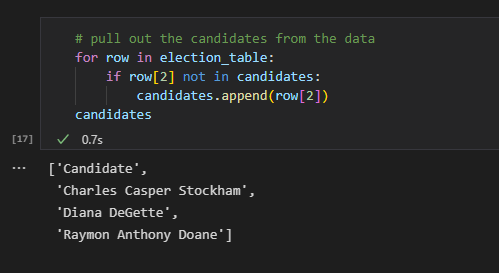 # pull out the candidates from the data
for row in election_table:
    if row[2] not in candidates:
        candidates.append(row[2])
candidates
[17] ✓ 0.7s
... ['Candidate',
 'Charles Casper Stockham',
 'Diana DeGette',
 'Raymon Anthony Doane']